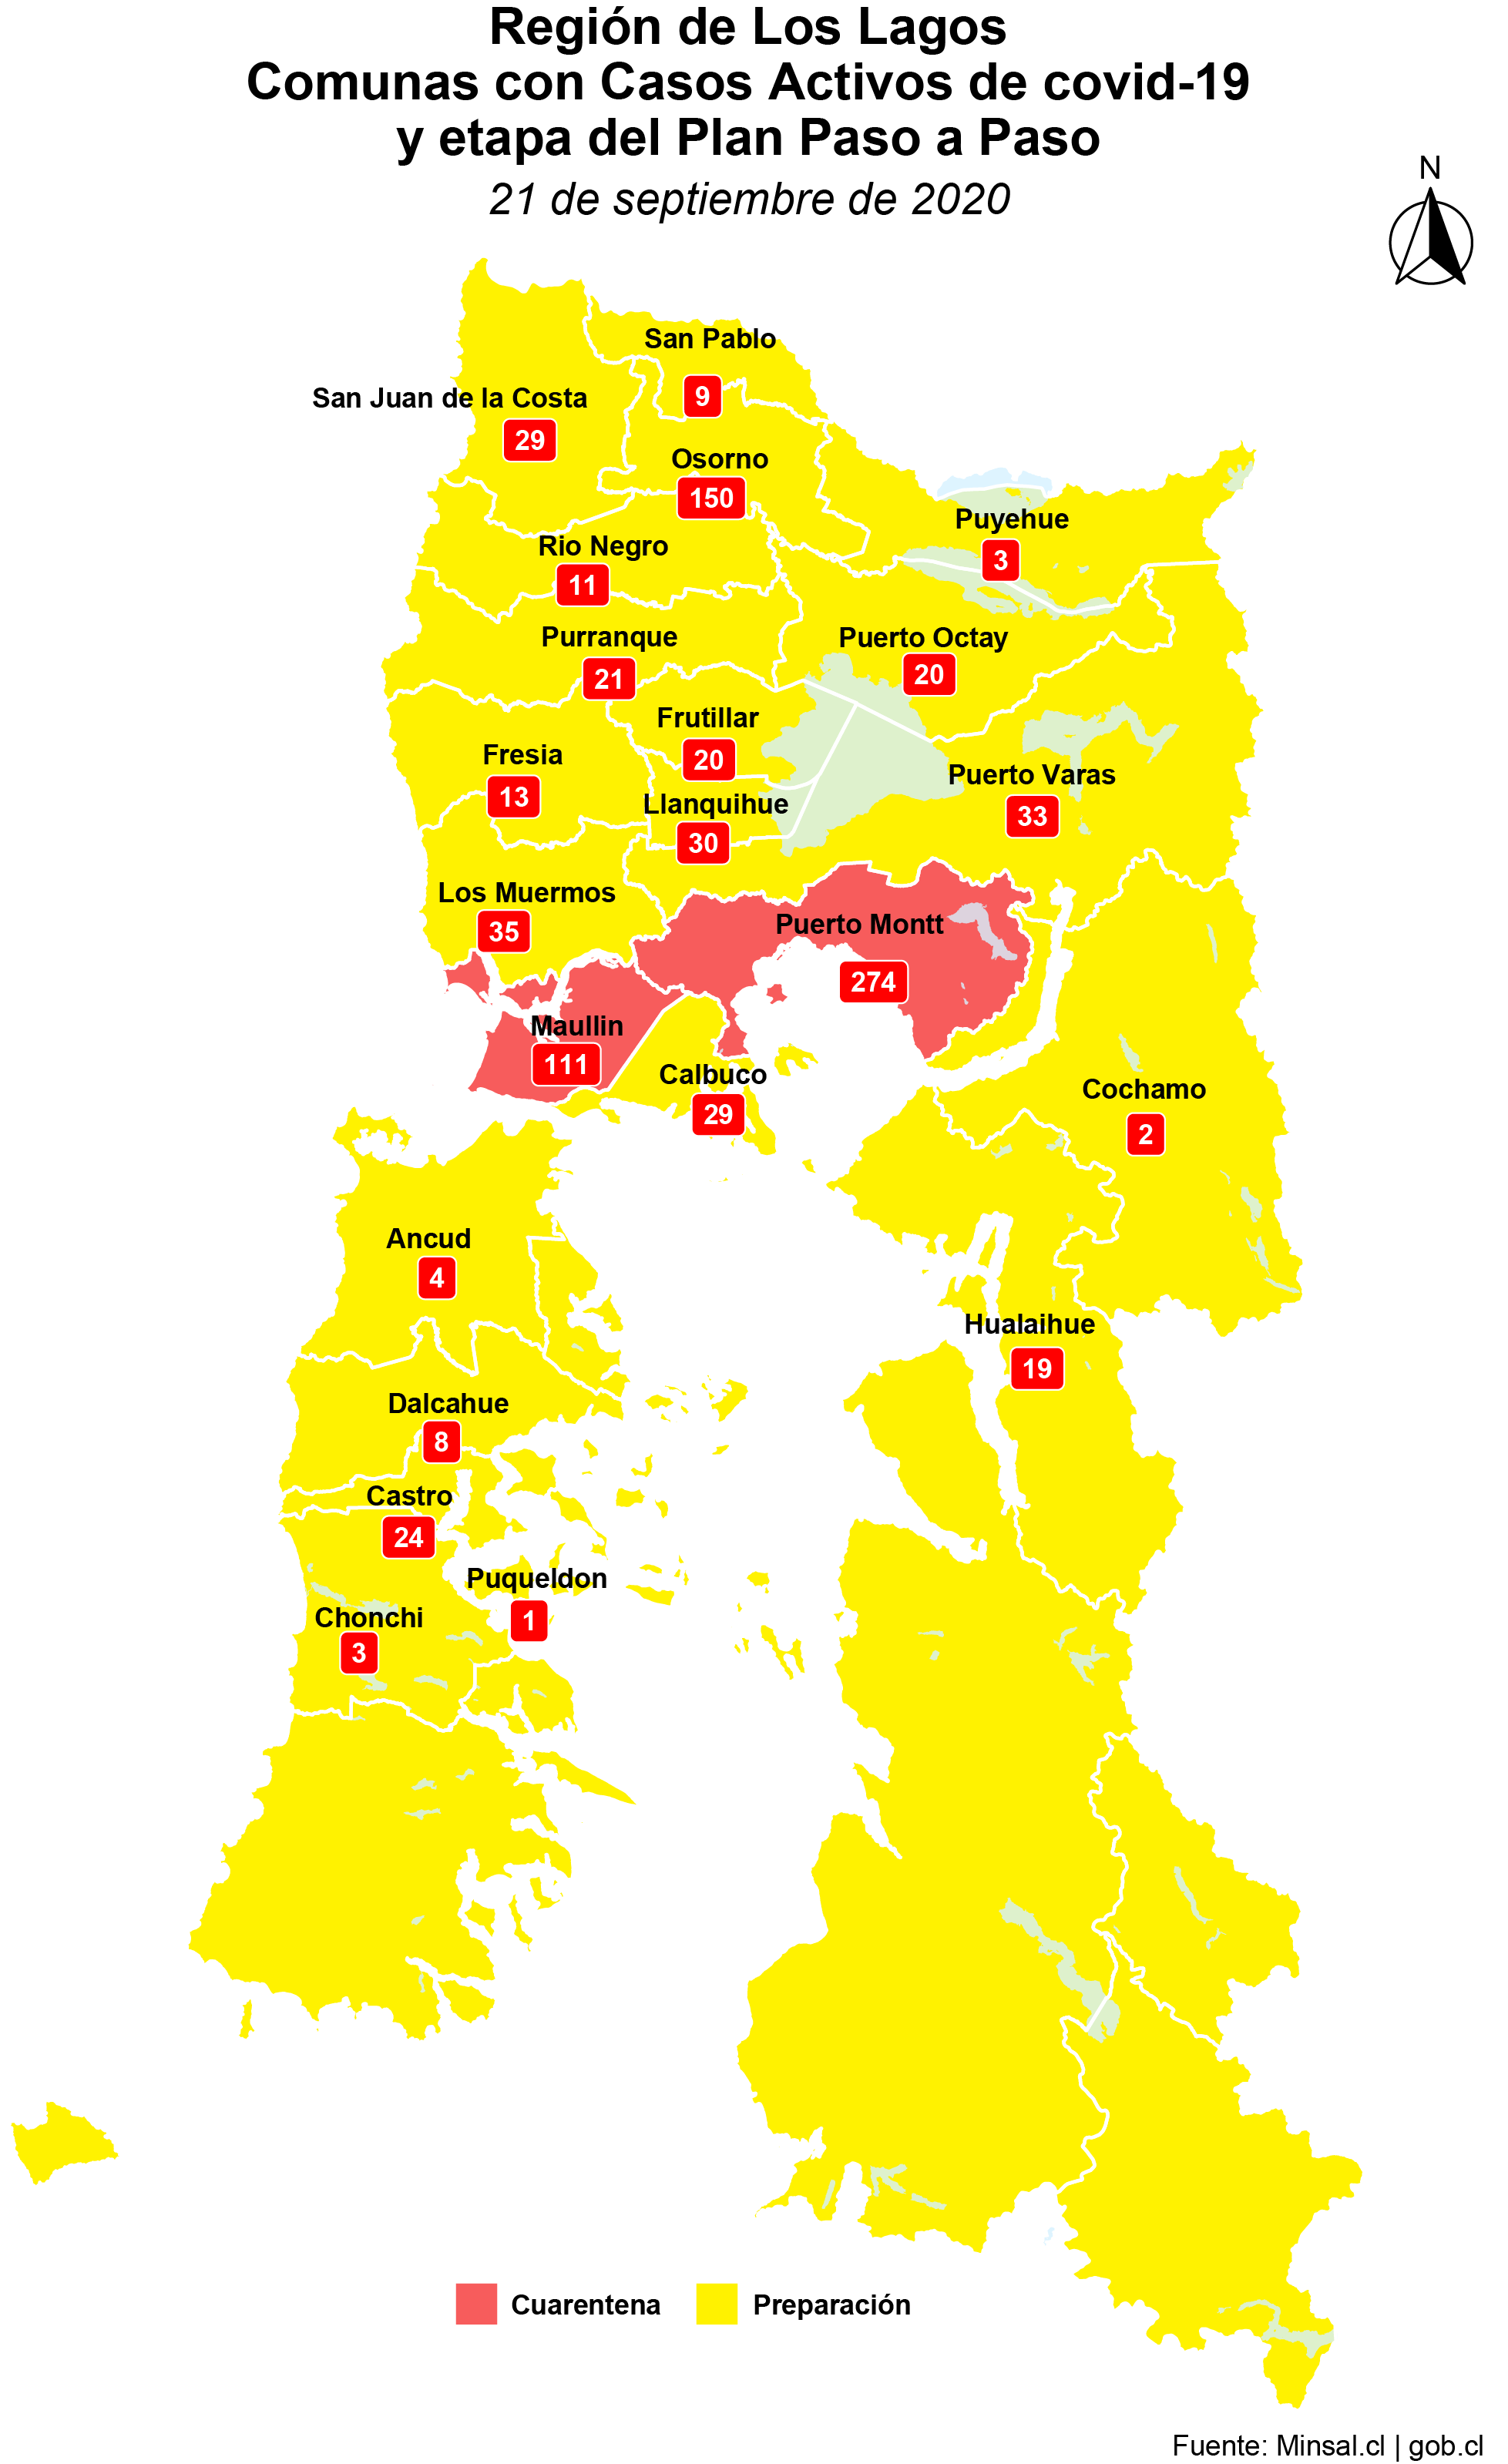 Región de Los Lagos
Comunas con Casos Activos de covid-19
y etapa del Plan Paso a Paso
21 de septiembre de 2020
N
San Pablo
9
San Juan de la Costa
29
Osorno
150
Puyehue
3
Rio Negro
11
Purranque
21
Puerto Octay
20
Frutillar
20
Fresia
13
Puerto Varas
33
Llanquihue
30
Los Muermos
35
Puerto Montt
274
Maullin
111
Calbuco
29
Cochamo
2
Ancud
4
Hualaihue
19
Dalcahue
8
Castro
24
Puqueldon
1
Chonchi
3
Cuarentena
Preparación
Fuente: Minsal.cl | gob.cl